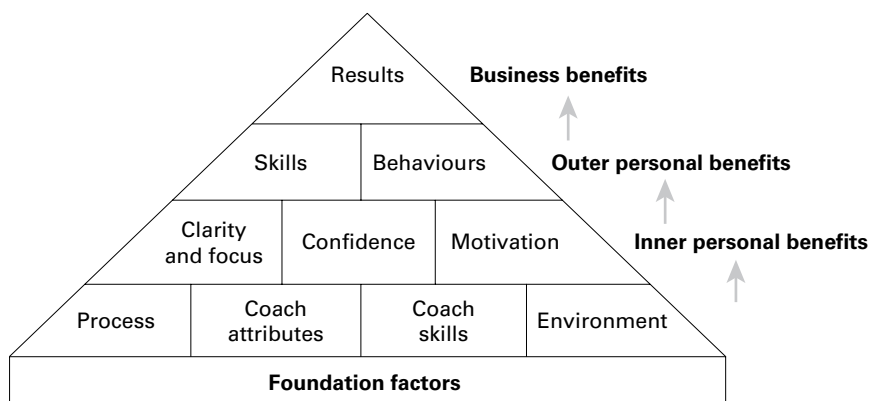 Results
Business benefits
Skills
Behaviours
Outer personal benefits
Clarity
and focus
Confidence
Motivation
Inner personal benefits
Process
Coach
attributes
Coach
skills
Environment
Foundation factors